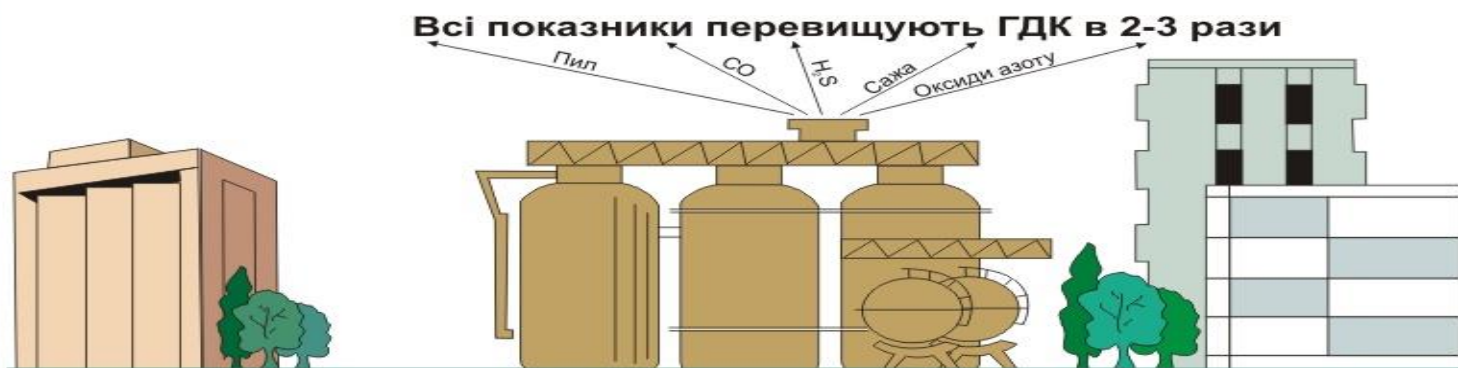 Всі показники перевищують ГДК в 2-3 рази
Пил
CO
H₂S
Сажа
Оксиди азоту